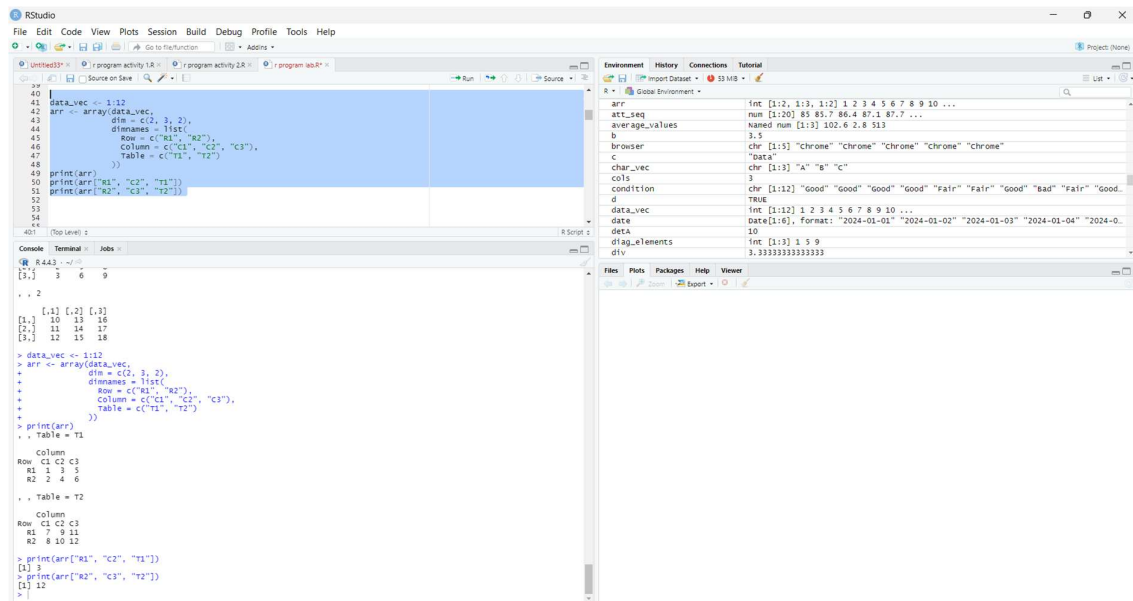 RStudio
File Edit Code View Plots Session Build Debug Profile Tools Help
Go to file/function Addins Project: (None)
Untitled33* r program activity 1.R r program activity 2.R r program lab.R*
Source on Save Run Source
39
40
41 data_vec <- 1:12
42 arr <- array(data_vec,
43 dim = c(2, 3, 2),
44 dimnames = list(
45 Row = c("R1", "R2"),
46 Column = c("C1", "C2", "C3"),
47 Table = c("T1", "T2")
48 ))
49 print(arr)
50 print(arr["R1", "C2", "T1"])
51 print(arr["R2", "C3", "T2"])
52
53
54
55
40:1 (Top Level) R Script
Console Terminal Jobs
R 4.4.3 · ~/
[3,] 3 6 9
, , 2
[,1] [,2] [,3]
[1,] 10 13 16
[2,] 11 14 17
[3,] 12 15 18
> data_vec <- 1:12
> arr <- array(data_vec,
+ dim = c(2, 3, 2),
+ dimnames = list(
+ Row = c("R1", "R2"),
+ Column = c("C1", "C2", "C3"),
+ Table = c("T1", "T2")
+ ))
> print(arr)
, , Table = T1
Column
Row C1 C2 C3
R1 1 3 5
R2 2 4 6
, , Table = T2
Column
Row C1 C2 C3
R1 7 9 11
R2 8 10 12
> print(arr["R1", "C2", "T1"])
[1] 3
> print(arr["R2", "C3", "T2"])
[1] 12
>
Environment History Connections Tutorial
Import Dataset 53 MiB List
R Global Environment
arr int [1:2, 1:3, 1:2] 1 2 3 4 5 6 7 8 9 10 ...
att_seq num [1:20] 85 85.7 86.4 87.1 87.7 ...
average_values Named num [1:3] 102.6 2.8 513
b 3.5
browser chr [1:5] "Chrome" "Chrome" "Chrome" "Chrome" "Chrome"
c "Data"
char_vec chr [1:3] "A" "B" "C"
cols 3
condition chr [1:12] "Good" "Good" "Good" "Good" "Fair" "Fair" "Good" "Bad" "Fair" "Good…
d TRUE
data_vec int [1:12] 1 2 3 4 5 6 7 8 9 10 ...
date Date[1:6], format: "2024-01-01" "2024-01-02" "2024-01-03" "2024-01-04" "2024-0…
detA 10
diag_elements int [1:3] 1 5 9
div 3.33333333333333
Files Plots Packages Help Viewer
Zoom Export